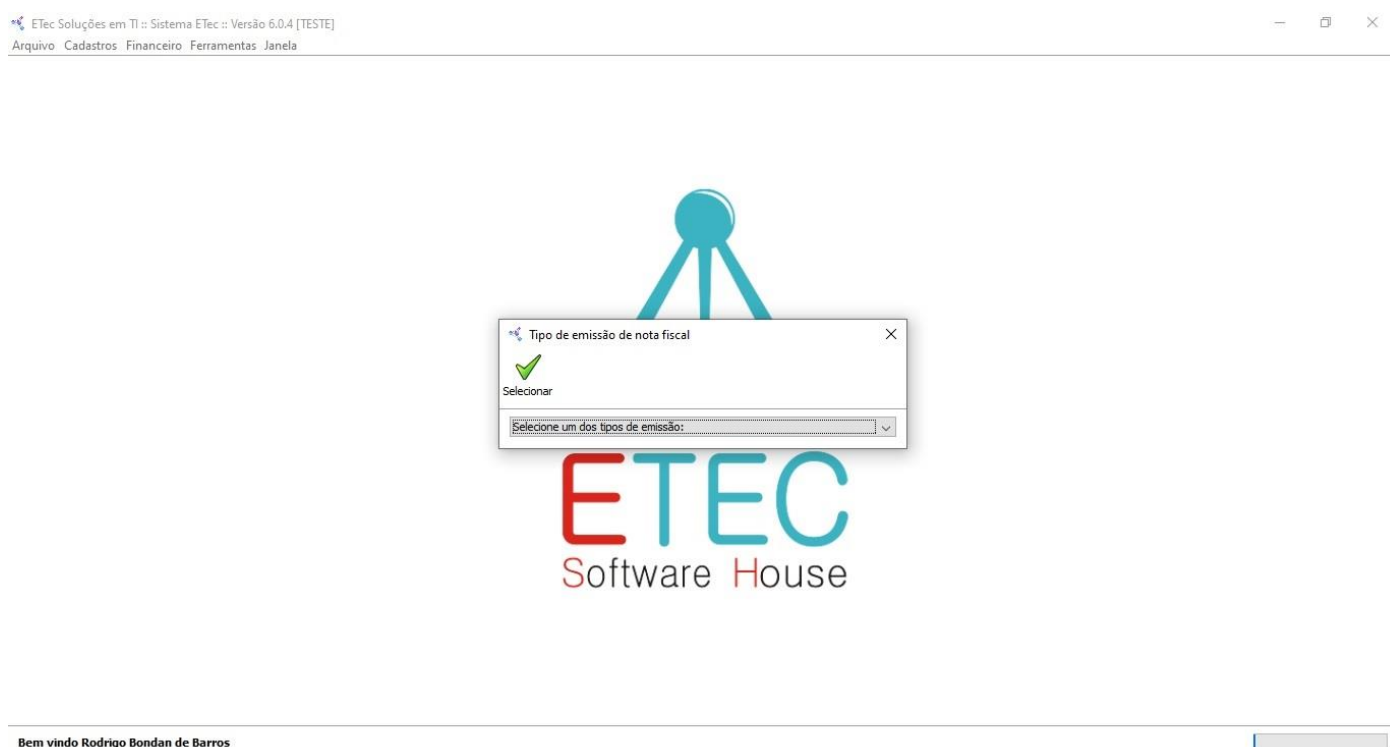 ETec Soluções em TI :: Sistema ETec :: Versão 6.0.4 [TESTE]
Arquivo Cadastros Financeiro Ferramentas Janela
Tipo de emissão de nota fiscal
Selecionar
Selecione um dos tipos de emissão:
ETEC
Software House
Bem vindo Rodrigo Bondan de Barros